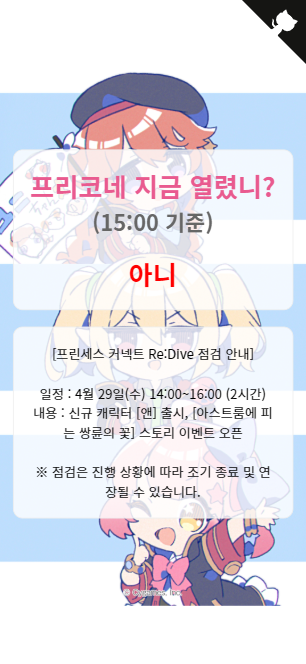 프리코네 지금 열렸니?
(15:00 기준)
아니
[프린세스 커넥트 Re:Dive 점검 안내]
일정 : 4월 29일(수) 14:00~16:00 (2시간)
내용 : 신규 캐릭터 [앤] 출시, [아스트룸에 피
는 쌍륜의 꽃] 스토리 이벤트 오픈
※ 점검은 진행 상황에 따라 조기 종료 및 연
장될 수 있습니다.
© Cygames, Inc.